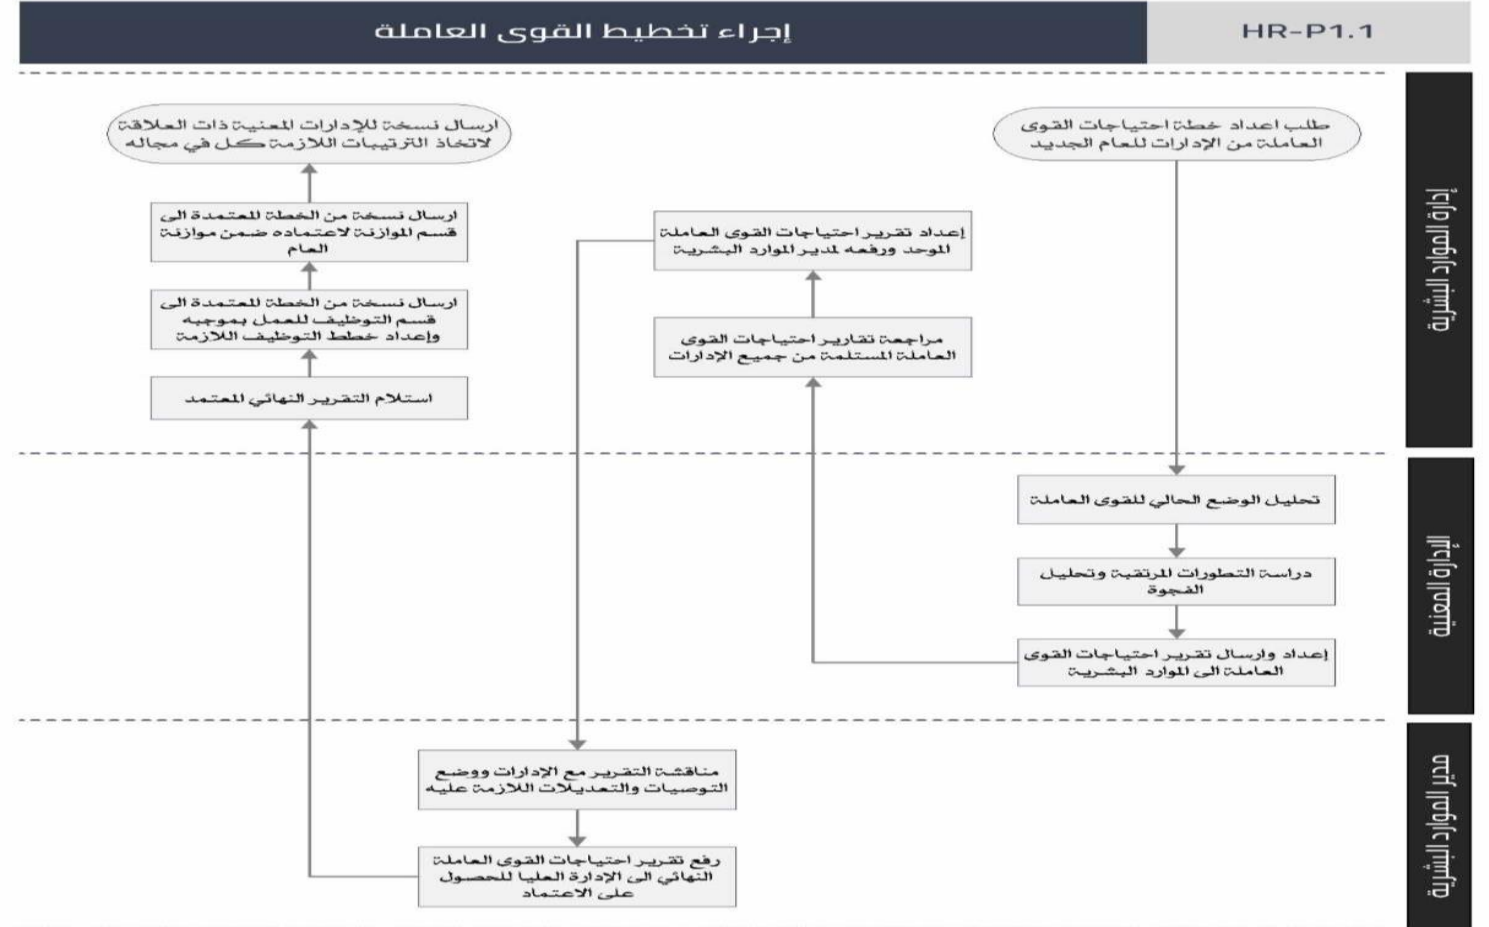 HR-P1.1
إجراء تخطيط القوى العاملة
إدارة الموارد البشرية
طلب اعداد خطة احتياجات القوى
العاملة من الإدارات للعام الجديد
إعداد تقرير احتياجات القوى العاملة
الموحد ورفعه لمدير الموارد البشرية
مراجعة تقارير احتياجات القوى
العاملة المستلمة من جميع الإدارات
ارسال نسخة للإدارات المعنية ذات العلاقة
لاتخاذ الترتيبات اللازمة كل في مجاله
ارسال نسخة من الخطة المعتمدة الى
قسم الموازنة لاعتماده ضمن موازنة
العام
ارسال نسخة من الخطة المعتمدة الى
قسم التوظيف للعمل بموجبه
وإعداد خطط التوظيف اللازمة
استلام التقرير النهائي المعتمد
الإدارة المعنية
تحليل الوضع الحالي للقوى العاملة
دراسة التطورات المرتقبة وتحليل
الفجوة
إعداد وارسال تقرير احتياجات القوى
العاملة الى الموارد البشرية
مدير الموارد البشرية
مناقشة التقرير مع الإدارات ووضع
التوصيات والتعديلات اللازمة عليه
رفع تقرير احتياجات القوى العاملة
النهائي الى الإدارة العليا للحصول
على الاعتماد